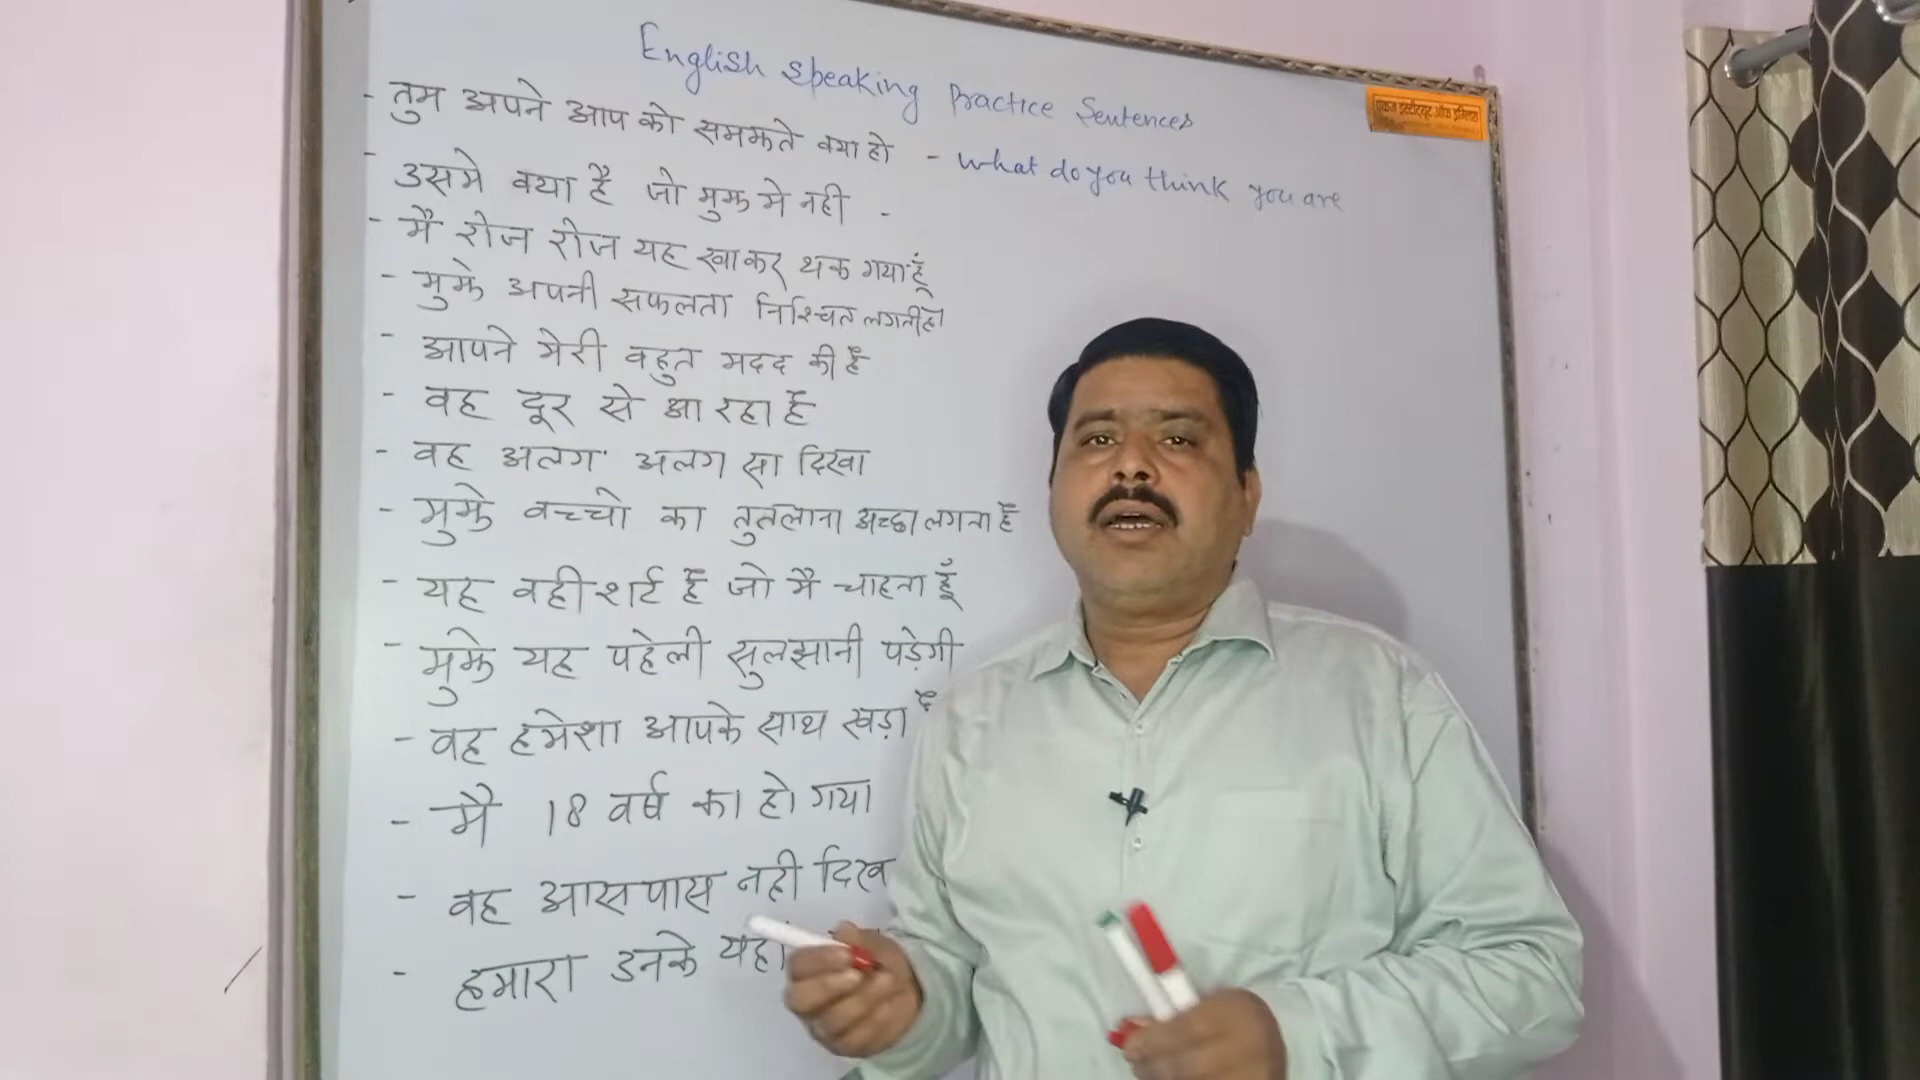 English speaking Practice Sentences
- तुम अपने आप को समझते क्या हो - what do you think you are
- उसमे क्या है जो मुझ मे नही -
- मै रोज रोज यह खाकर थक गया हूँ
- मुझे अपनी सफलता निश्चित लगती है
- आपने मेरी बहुत मदद की है
- वह दूर से आ रहा है
- वह अलग अलग सा दिखा
- मुझे बच्चो का तुतलाना अच्छा लगता है
- यह वही शर्ट है जो मै चाहता हूँ
- मुझे यह पहेली सुलझानी पड़ेगी
- वह हमेशा आपके साथ खड़ा है
- मै 18 वर्ष का हो गया
- वह आसपास नही दिख
- हमारा उनके यहा
इंस्टीट्यूट ऑफ इंग्लिश